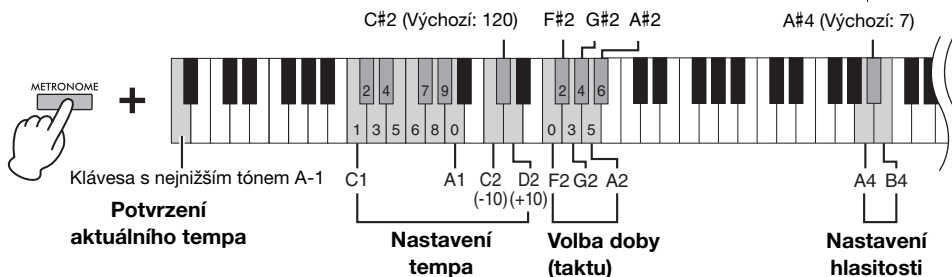 C#2 (Výchozí: 120)
F#2
G#2
A#2
A#4 (Výchozí: 7)
METRONOME
+
2 4 7 9 2 4 6
1 3 5 6 8 0 0 3 5
Klávesa s nejnižším tónem A-1
C1
A1
C2
(-10)
D2
(+10)
F2
G2
A2
A4
B4
Potvrzení
aktuálního tempa
Nastavení
tempa
Volba doby
(taktu)
Nastavení
hlasitosti